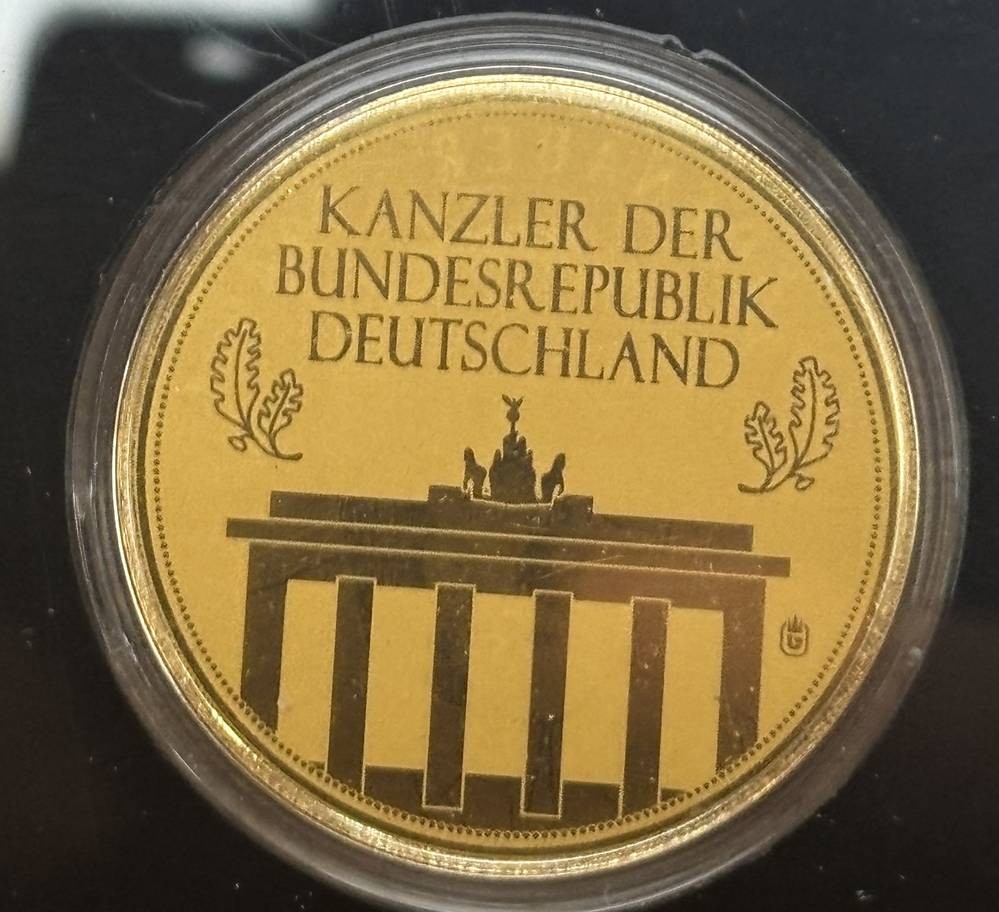 KANZLER DER
BUNDESREPUBLIK
DEUTSCHLAND
G